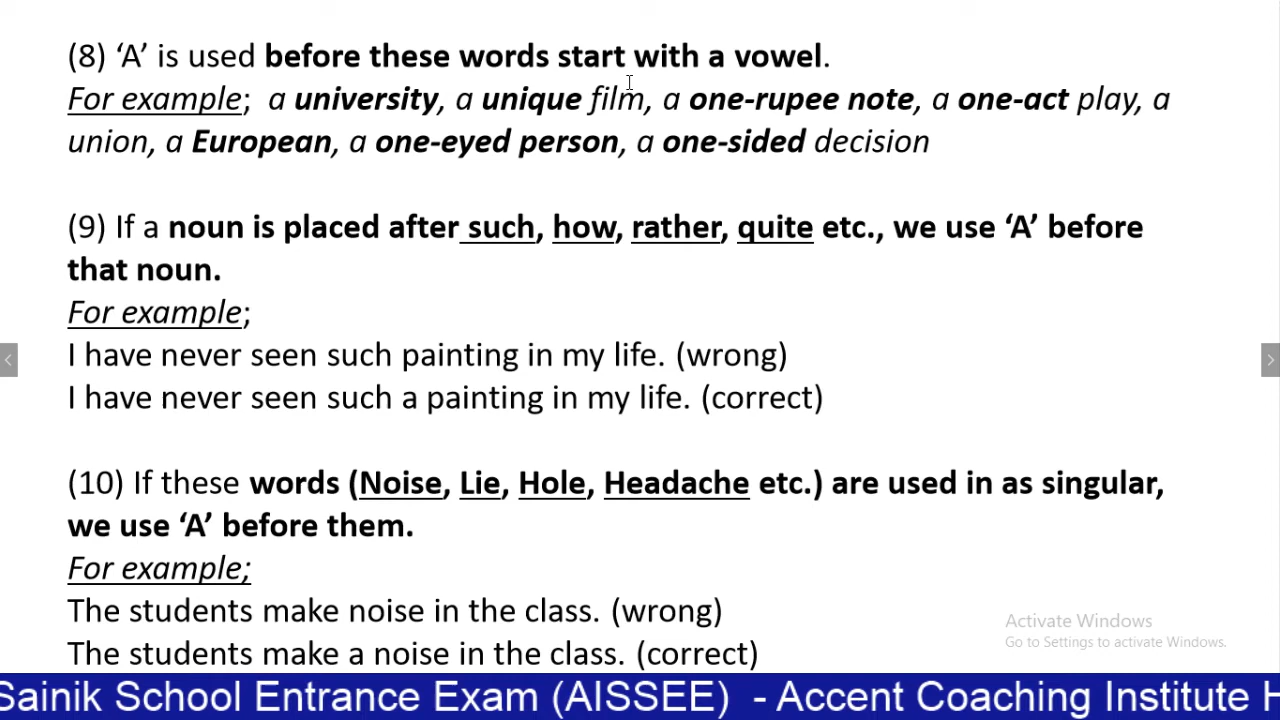 (8) ‘A’ is used before these words start with a vowel.
For example;  a university, a unique film, a one-rupee note, a one-act play, a
union, a European, a one-eyed person, a one-sided decision
(9) If a noun is placed after such, how, rather, quite etc., we use ‘A’ before
that noun.
For example;
I have never seen such painting in my life. (wrong)
I have never seen such a painting in my life. (correct)
(10) If these words (Noise, Lie, Hole, Headache etc.) are used in as singular,
we use ‘A’ before them.
For example;
The students make noise in the class. (wrong)
The students make a noise in the class. (correct)
Activate Windows
Go to Settings to activate Windows.
Sainik School Entrance Exam (AISSEE)  - Accent Coaching Institute H